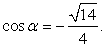 cos α = −√14/4.